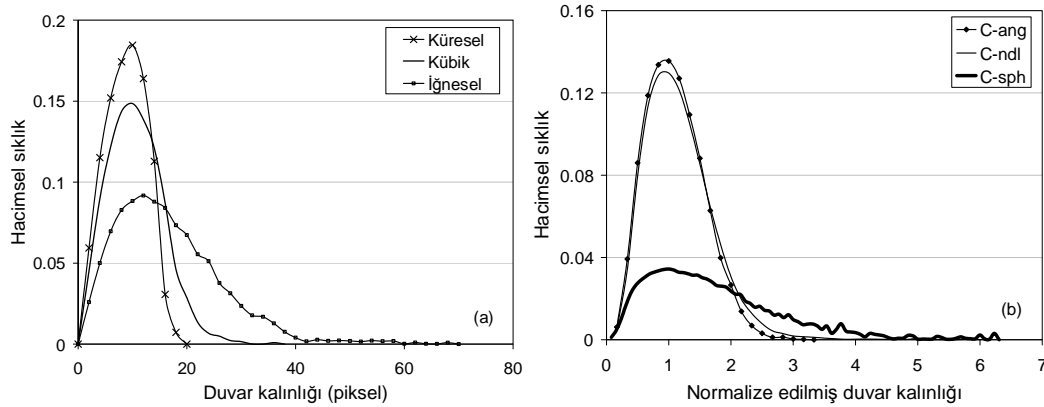 0.2
0.15
0.1
0.05
0
0
20
40
60
80
Hacimsel sıklık
Duvar kalınlığı (piksel)
Küresel
Kübik
İğnesel
(a)
0.16
0.12
0.08
0.04
0
0
1
2
3
4
5
6
7
Hacimsel sıklık
Normalize edilmiş duvar kalınlığı
C-ang
C-ndl
C-sph
(b)